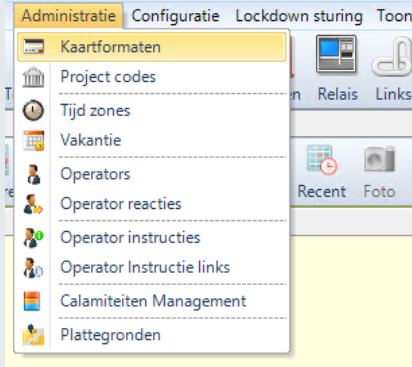 Administratie Configuratie Lockdown sturing Toon
Kaartformaten
Project codes
Relais Links
Tijd zones
Vakantie
Operators
Recent Foto
Operator reacties
Operator instructies
Operator Instructie links
Calamiteiten Management
Plattegronden